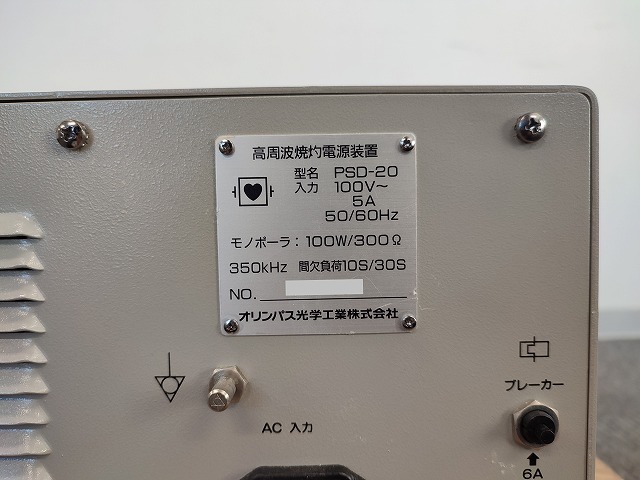 高周波焼灼電源装置
型名 PSD-20
入力 100V～
5A
50/60Hz
モノポーラ：100W/300Ω
350kHz 間欠負荷10S/30S
NO.
オリンパス光学工業株式会社
ブレーカー
AC 入力
6A